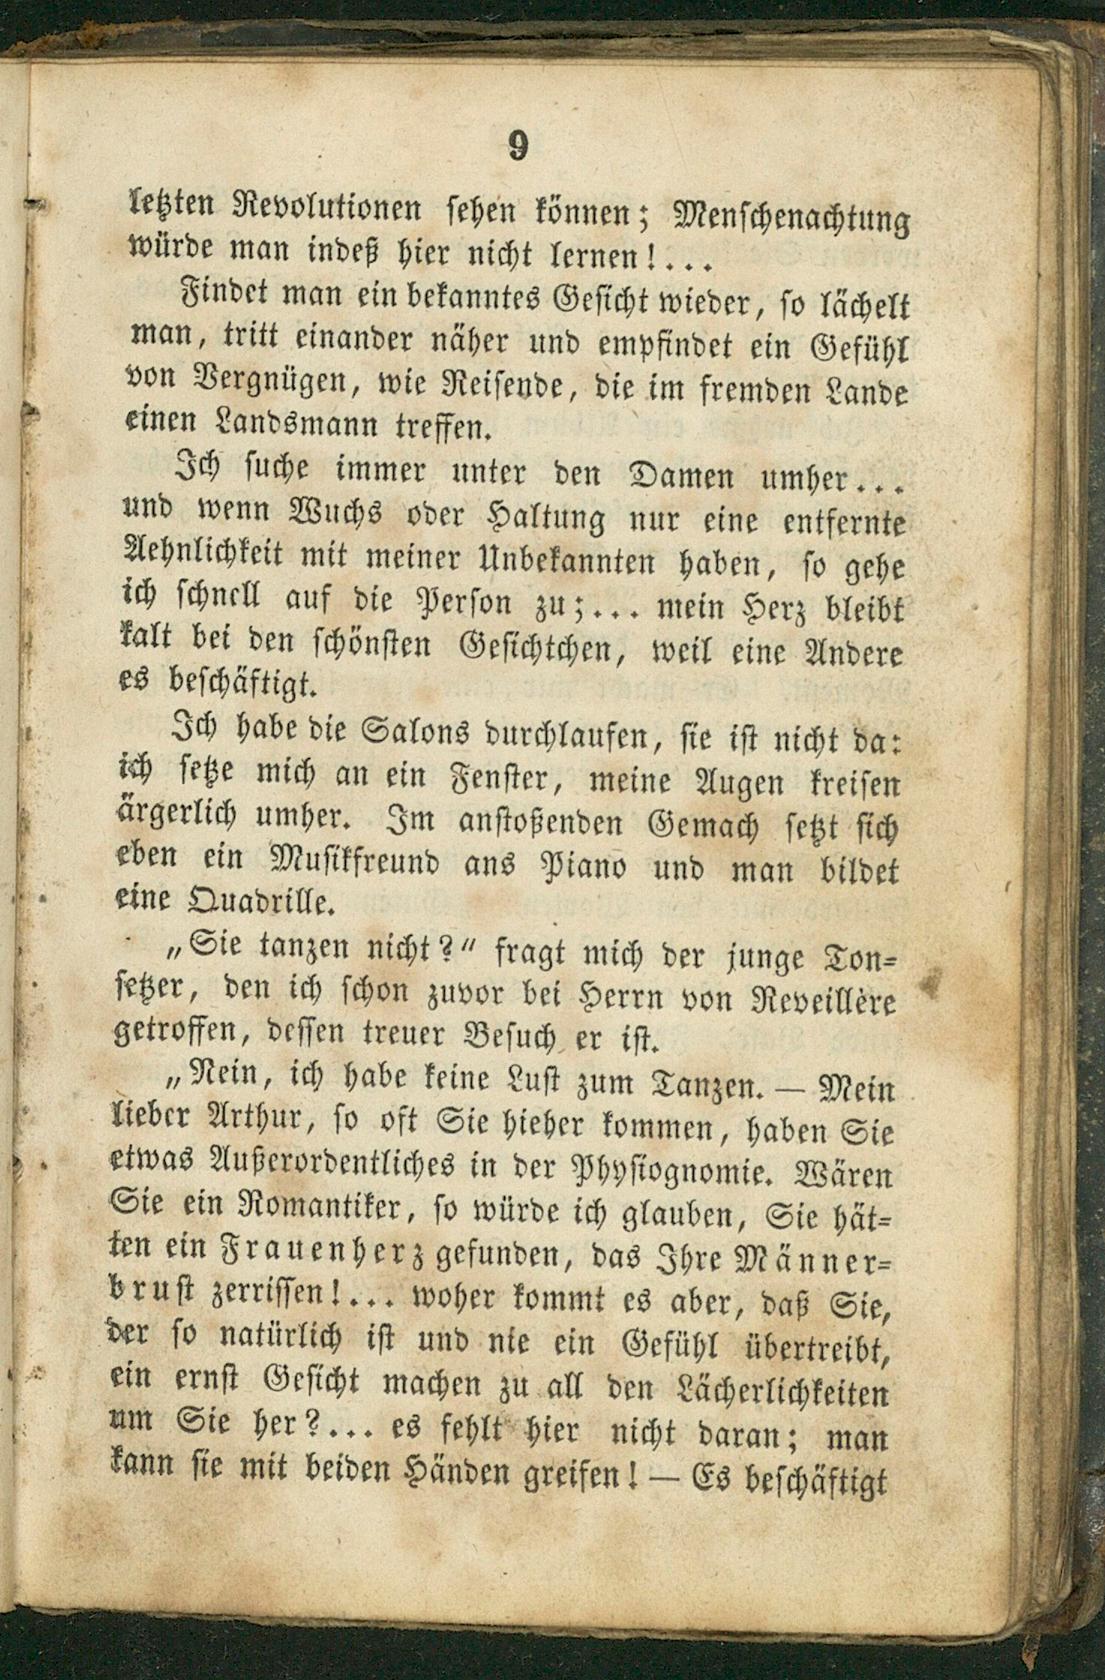 9
letzten Revolutionen sehen können; Menschenachtung
würde man indeß hier nicht lernen!...
Findet man ein bekanntes Gesicht wieder, so lächelt
man, tritt einander näher und empfindet ein Gefühl
von Vergnügen, wie Reisende, die im fremden Lande
einen Landsmann treffen.
Ich suche immer unter den Damen umher...
und wenn Wuchs oder Haltung nur eine entfernte
Aehnlichkeit mit meiner Unbekannten haben, so gehe
ich schnell auf die Person zu;... mein Herz bleibt
kalt bei den schönsten Gesichtchen, weil eine Andere
es beschäftigt.
Ich habe die Salons durchlaufen, sie ist nicht da:
ich setze mich an ein Fenster, meine Augen kreisen
ärgerlich umher. Im anstoßenden Gemach setzt sich
eben ein Musikfreund ans Piano und man bildet
eine Quadrille.
„Sie tanzen nicht?“ fragt mich der junge Ton=
setzer, den ich schon zuvor bei Herrn von Reveillère
getroffen, dessen treuer Besuch er ist.
„Nein, ich habe keine Lust zum Tanzen. — Mein
lieber Arthur, so oft Sie hieher kommen, haben Sie
etwas Außerordentliches in der Physiognomie. Wären
Sie ein Romantiker, so würde ich glauben, Sie hät=
ten ein Frauenherz gefunden, das Ihre Männer=
brust zerrissen!... woher kommt es aber, daß Sie,
der so natürlich ist und nie ein Gefühl übertreibt,
ein ernst Gesicht machen zu all den Lächerlichkeiten
um Sie her?... es fehlt hier nicht daran; man
kann sie mit beiden Händen greifen! — Es beschäftigt